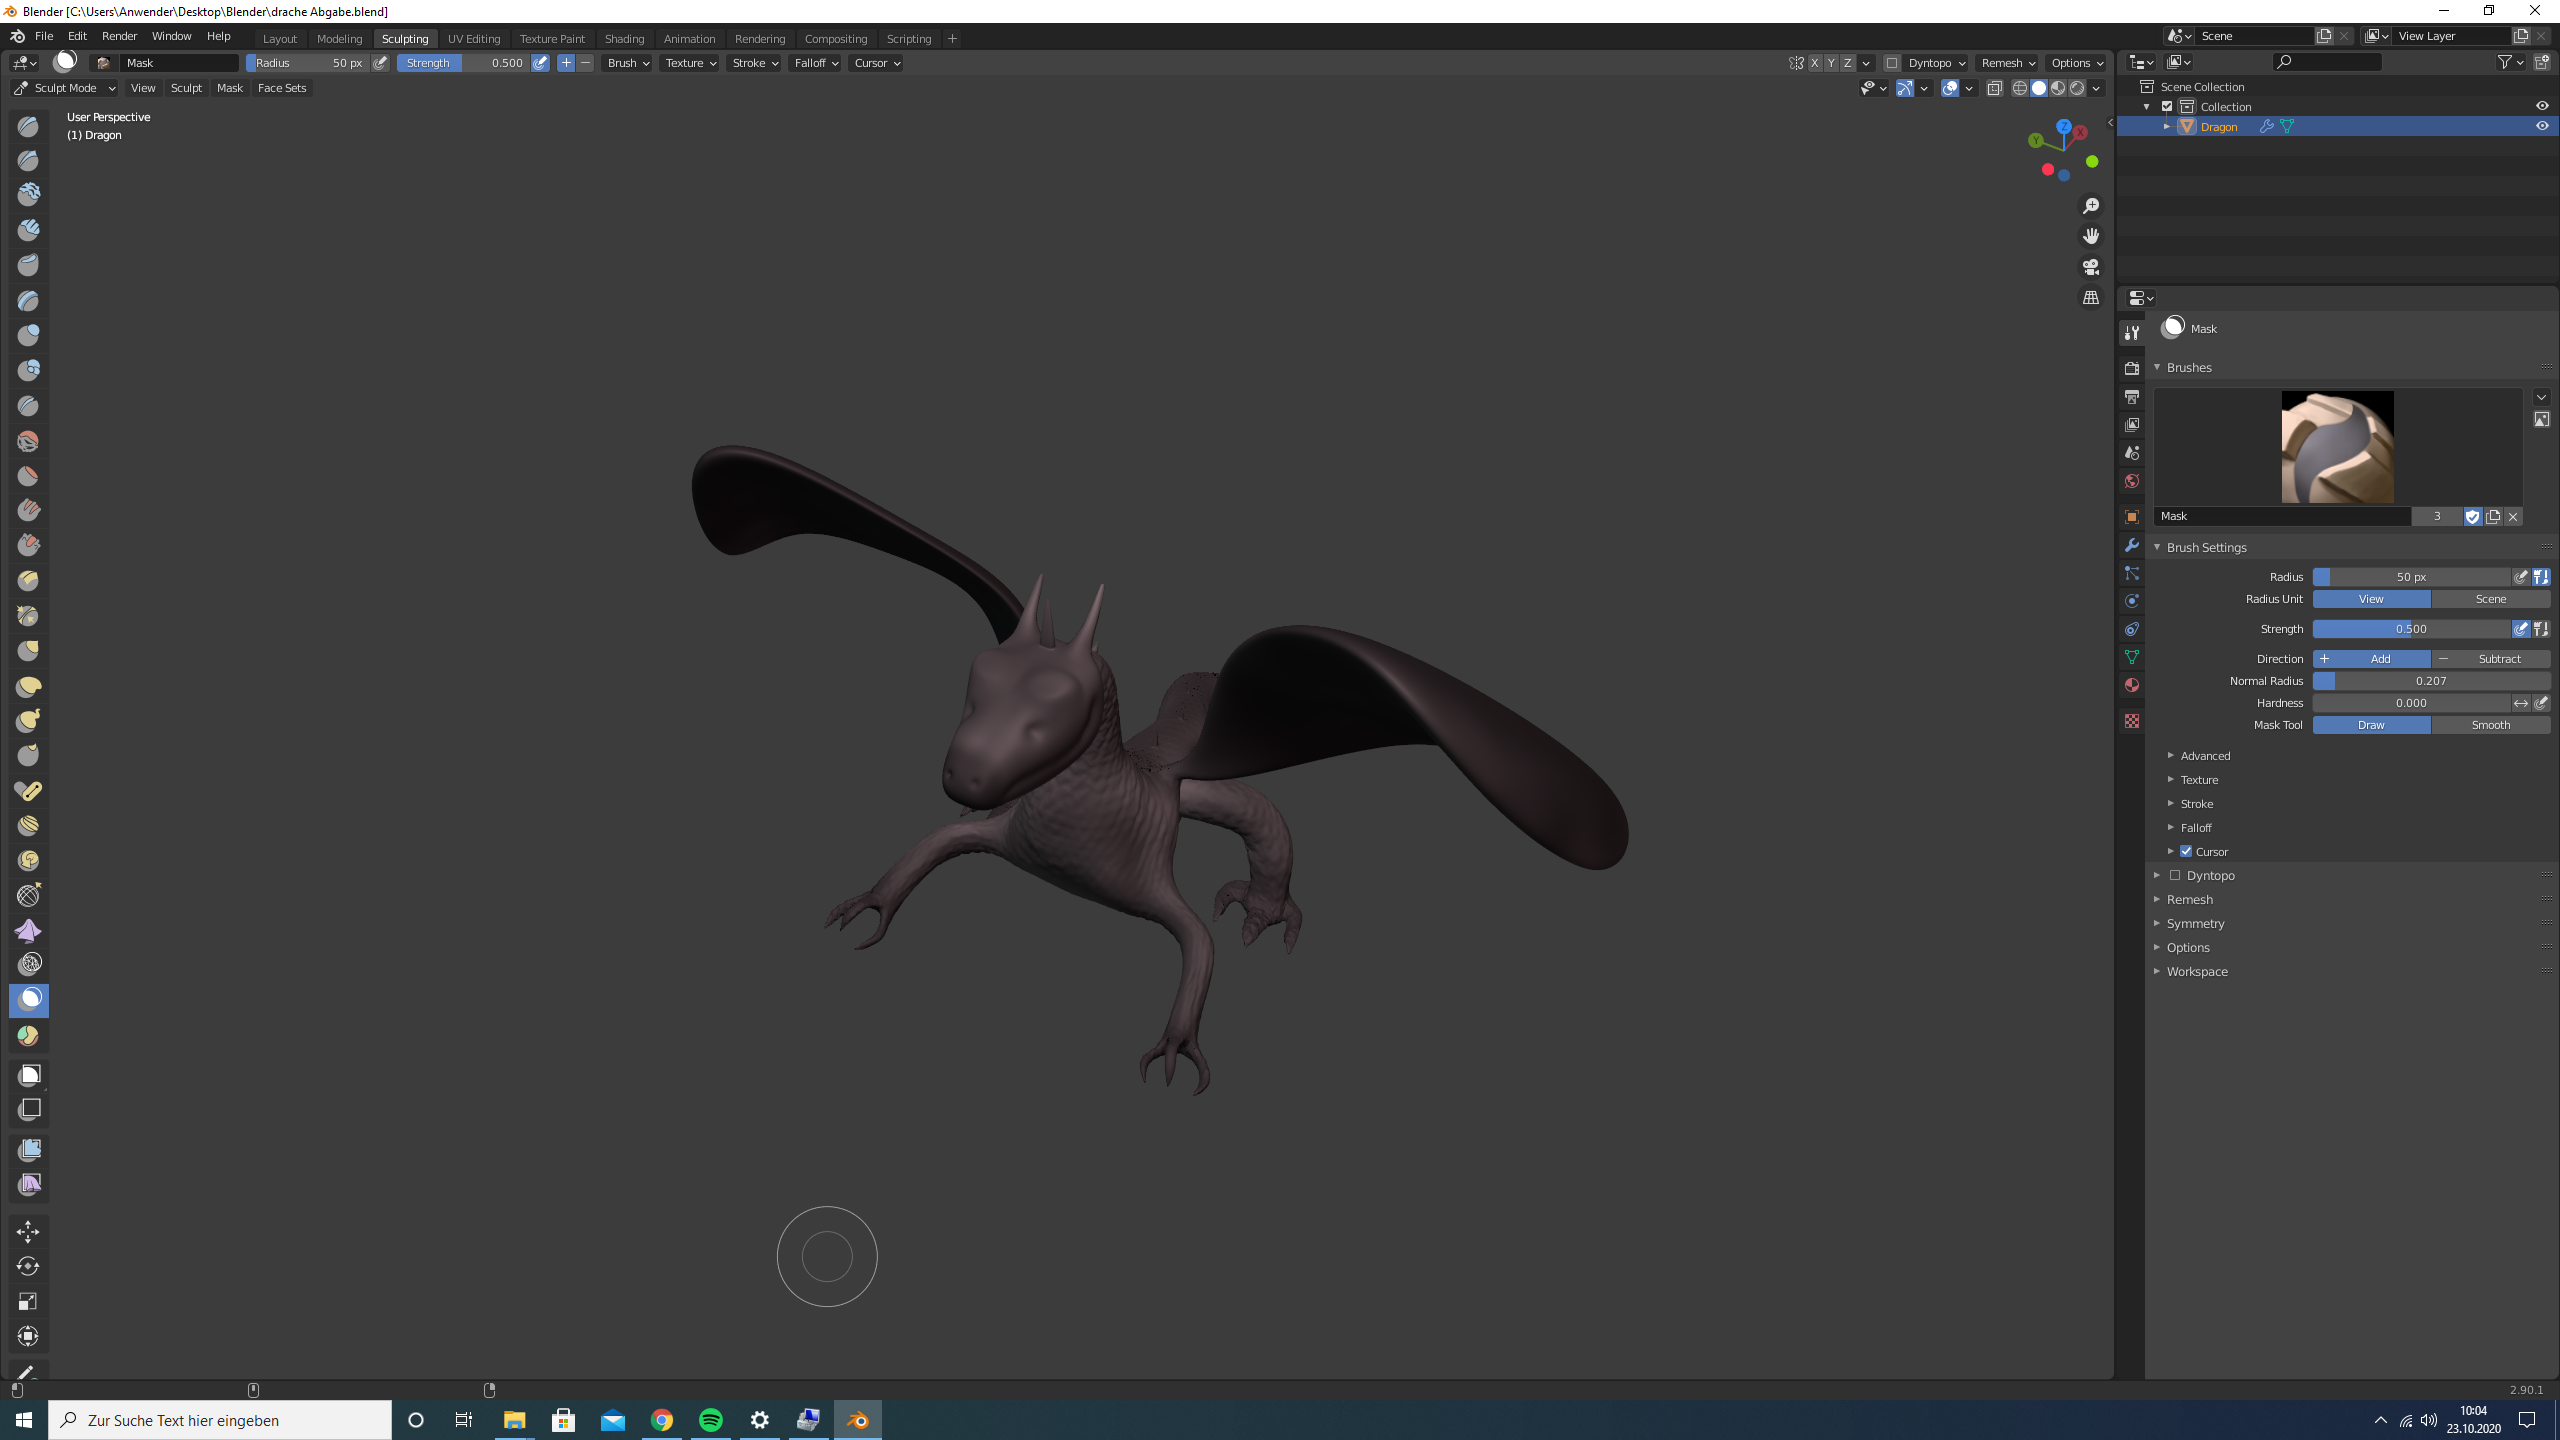 Blender [C:\Users\Anwender\Desktop\Blender\drache Abgabe.blend]
File Edit Render Window Help Layout Modeling Sculpting UV Editing Texture Paint Shading Animation Rendering Compositing Scripting + Scene View Layer
Mask Radius 50 px Strength 0.500 + − Brush Texture Stroke Falloff Cursor X Y Z Dyntopo Remesh Options
Sculpt Mode View Sculpt Mask Face Sets
User Perspective
(1) Dragon
Z X Y
Scene Collection
Collection
Dragon
Mask
Brushes
Mask 3
Brush Settings
Radius 50 px
Radius Unit View Scene
Strength 0.500
Direction + Add − Subtract
Normal Radius 0.207
Hardness 0.000
Mask Tool Draw Smooth
Advanced
Texture
Stroke
Falloff
Cursor
Dyntopo
Remesh
Symmetry
Options
Workspace
2.90.1
Zur Suche Text hier eingeben
10:04
23.10.2020